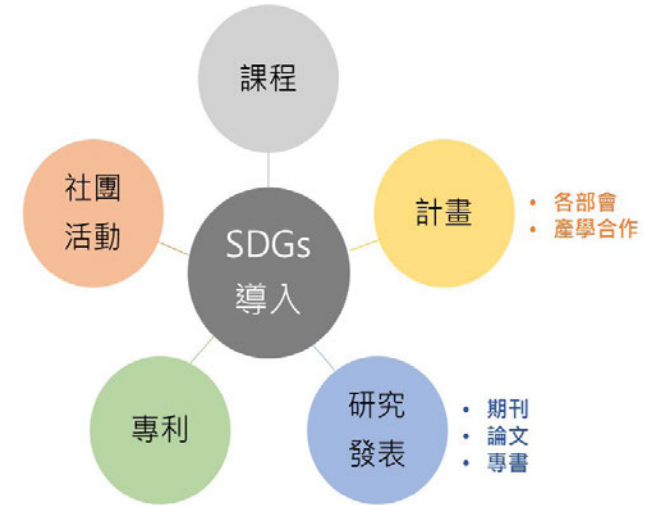 課程
社團
活動
SDGs
導入
計畫
• 各部會
• 產學合作
專利
研究
發表
• 期刊
• 論文
• 專書